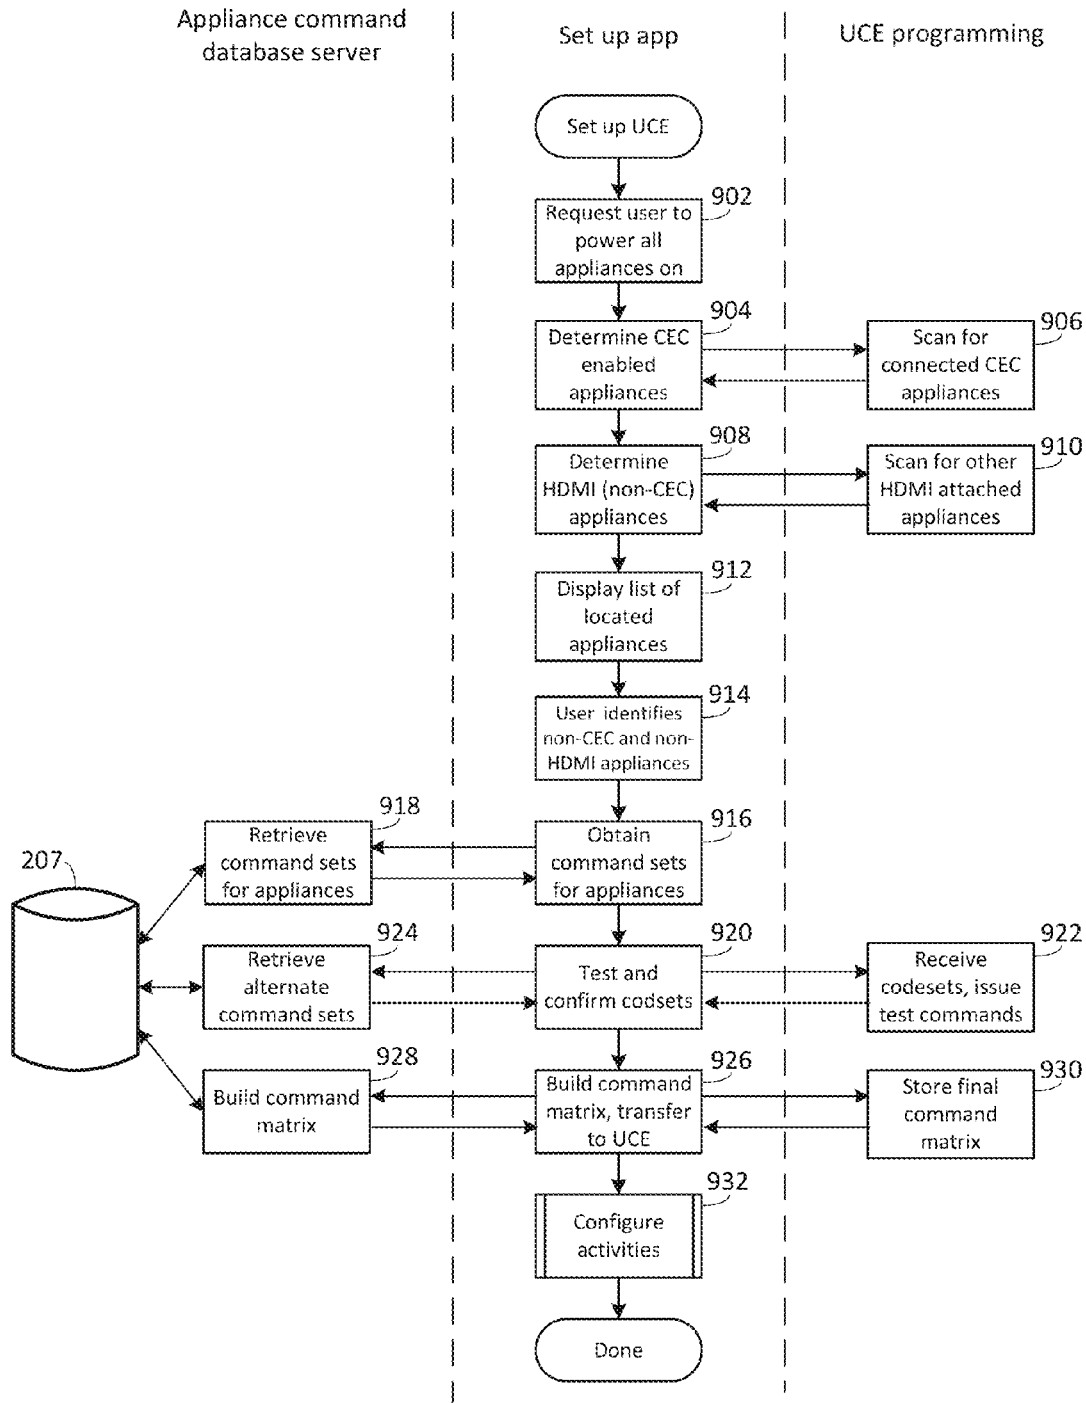 Appliance command
database server
Set up app
UCE programming
Set up UCE
902
Request user to
power all
appliances on
904
Determine CEC
enabled
appliances
906
Scan for
connected CEC
appliances
908
Determine
HDMI (non-CEC)
appliances
910
Scan for other
HDMI attached
appliances
912
Display list of
located
appliances
914
User identifies
non-CEC and non-
HDMI appliances
918
Retrieve
command sets
for appliances
916
Obtain
command sets
for appliances
207
924
Retrieve
alternate
command sets
920
Test and
confirm codsets
922
Receive
codesets, issue
test commands
928
Build command
matrix
926
Build command
matrix, transfer
to UCE
930
Store final
command
matrix
932
Configure
activities
Done